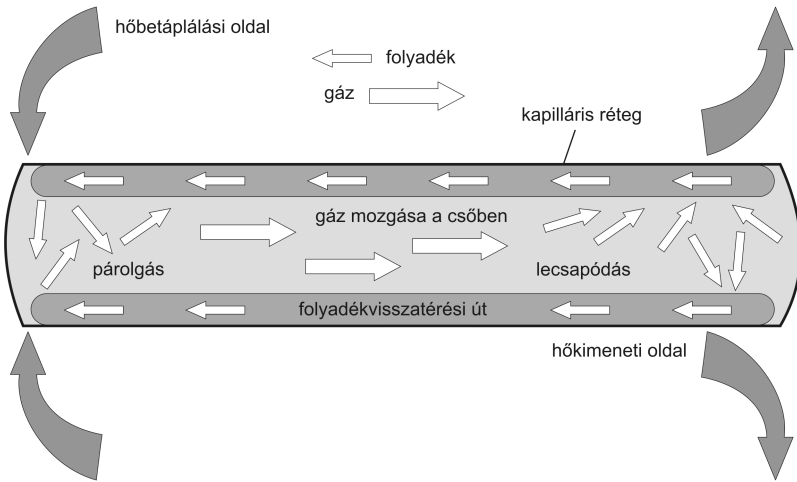 hőbetáplálási oldal
folyadék
gáz
kapilláris réteg
gáz mozgása a csőben
párolgás
lecsapódás
folyadékvisszatérési út
hőkimeneti oldal